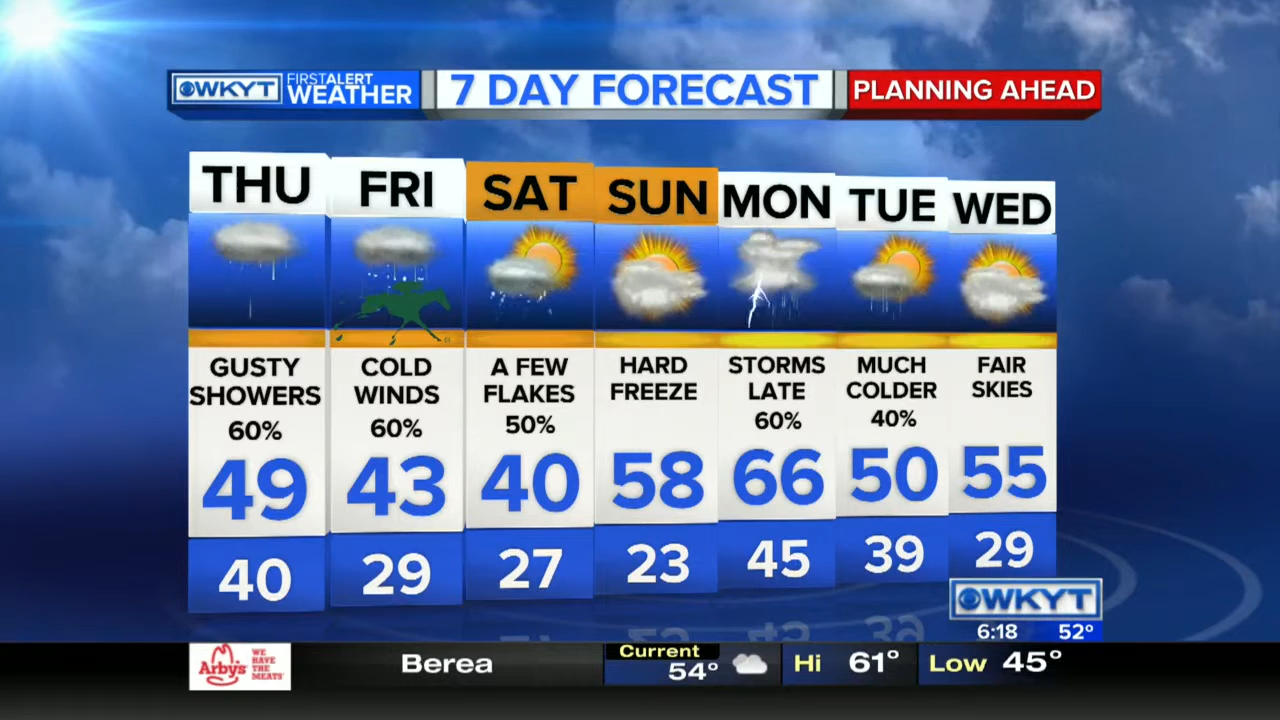 WKYT
FIRST ALERT
WEATHER
7 DAY FORECAST
PLANNING AHEAD
THU
FRI
SAT
SUN
MON
TUE
WED
GUSTY
SHOWERS
60%
49
40
COLD
WINDS
60%
43
29
A FEW
FLAKES
50%
40
27
HARD
FREEZE
58
23
STORMS
LATE
60%
66
45
MUCH
COLDER
40%
50
39
FAIR
SKIES
55
29
WKYT
6:18 52°
Arby's
WE
HAVE
THE
MEATS
Berea
Current
54°
Hi 61°
Low 45°